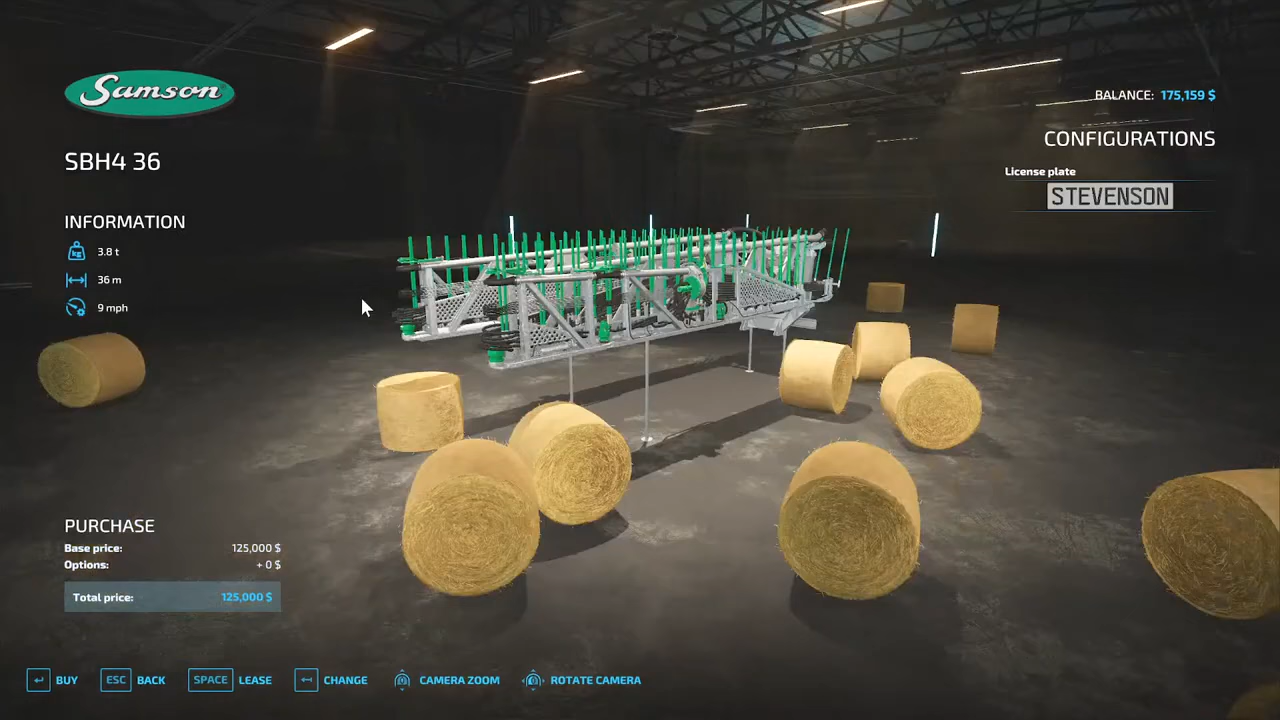 Samson
SBH4 36
INFORMATION
kg 3.8 t
36 m
9 mph
BALANCE: 175,159 $
CONFIGURATIONS
License plate
STEVENSON
PURCHASE
Base price: 125,000 $
Options: + 0 $
Total price: 125,000 $
BUY ESC BACK SPACE LEASE CHANGE CAMERA ZOOM ROTATE CAMERA